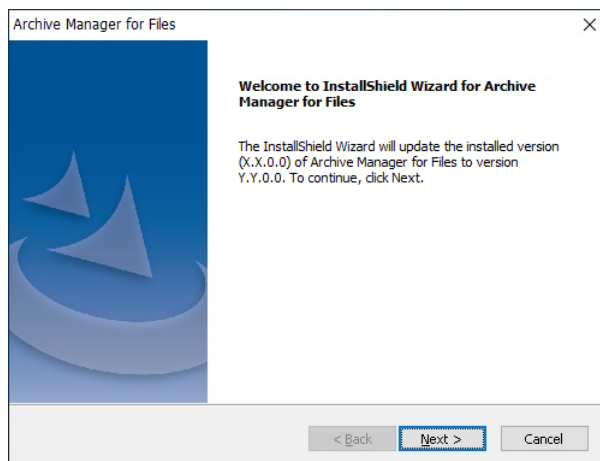 Archive Manager for Files
Welcome to InstallShield Wizard for Archive
Manager for Files
The InstallShield Wizard will update the installed version
(X.X.0.0) of Archive Manager for Files to version
Y.Y.0.0. To continue, click Next.
< Back Next > Cancel